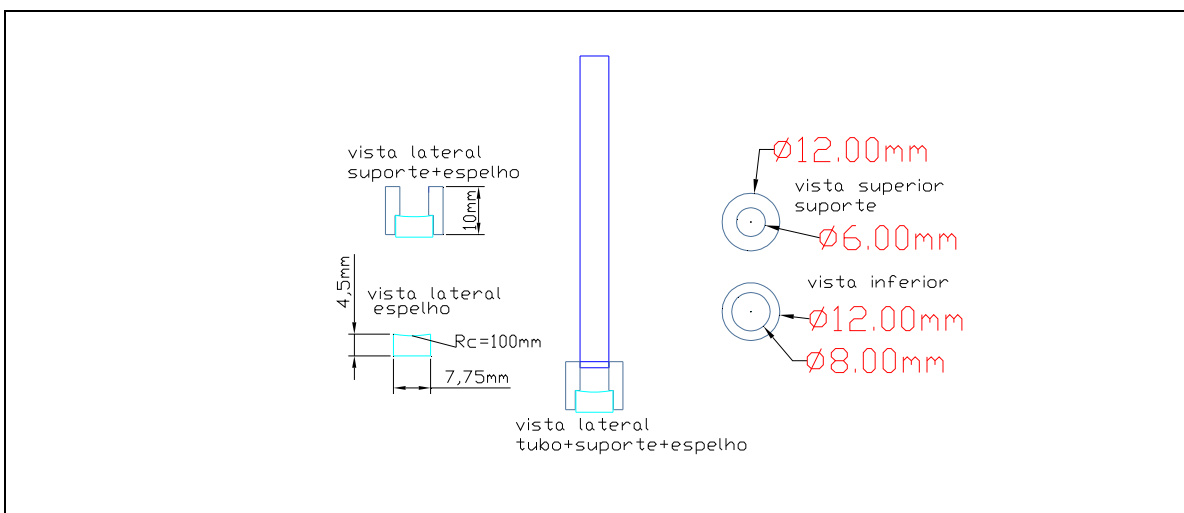 vista lateral
suporte+espelho
10mm
4,5mm
vista lateral
espelho
Rc=100mm
7,75mm
vista lateral
tubo+suporte+espelho
Ø12.00mm
vista superior
suporte
Ø6.00mm
vista inferior
Ø12.00mm
Ø8.00mm